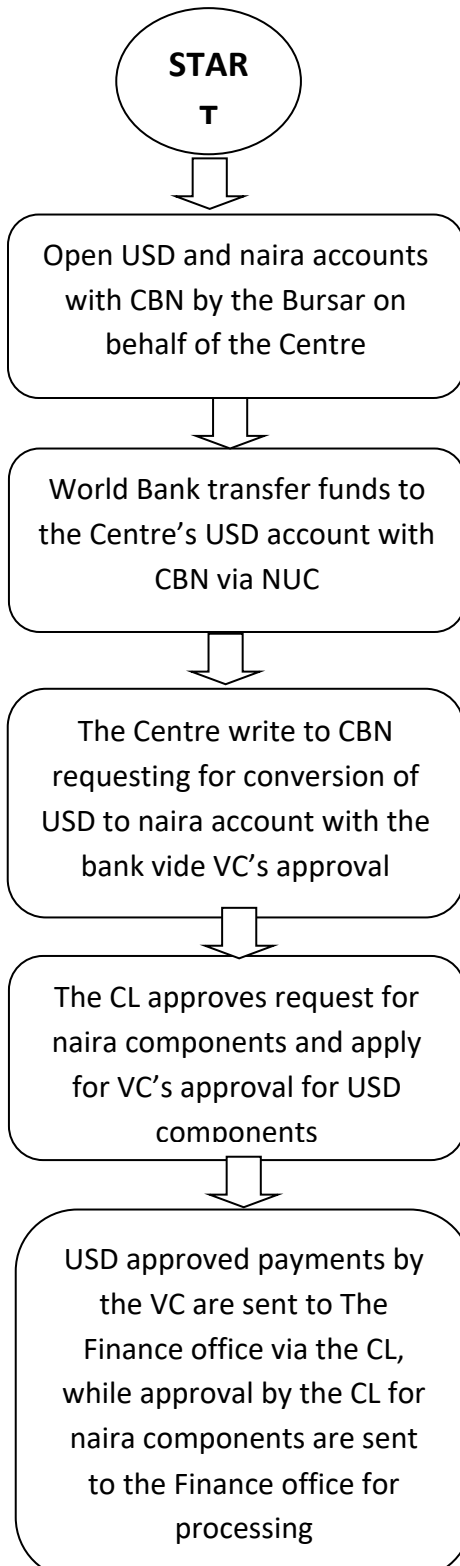 STAR
T
Open USD and naira accounts
with CBN by the Bursar on
behalf of the Centre
World Bank transfer funds to
the Centre’s USD account with
CBN via NUC
The Centre write to CBN
requesting for conversion of
USD to naira account with the
bank vide VC’s approval
The CL approves request for
naira components and apply
for VC’s approval for USD
components
USD approved payments by
the VC are sent to The
Finance office via the CL,
while approval by the CL for
naira components are sent
to the Finance office for
processing